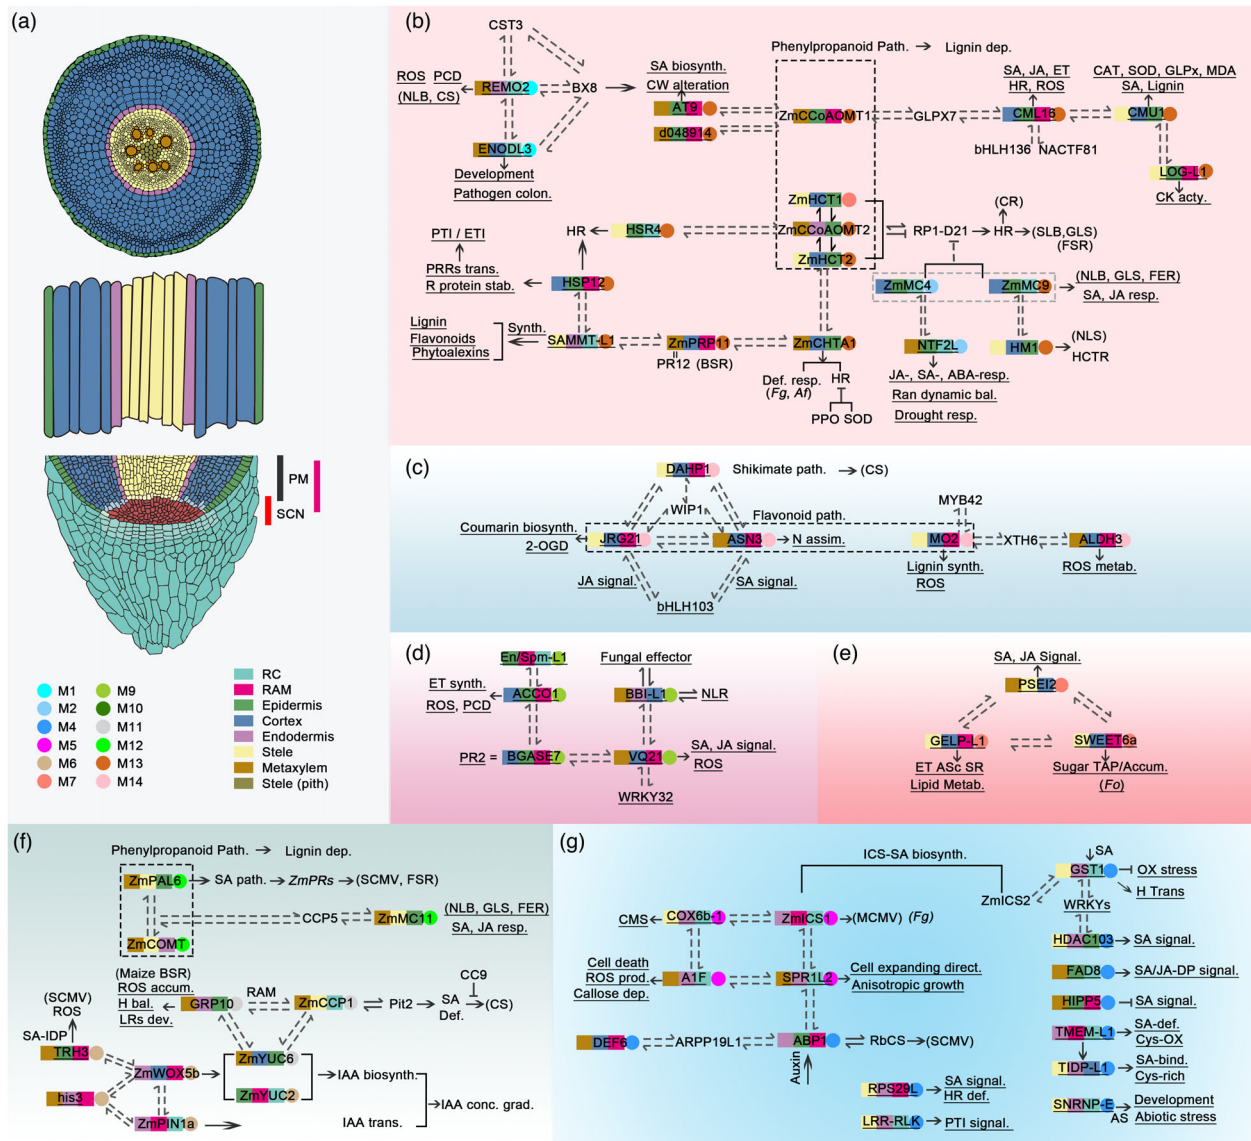 (a)
PM
SCN
M1
M2
M4
M5
M6
M7
M9
M10
M11
M12
M13
M14
RC
RAM
Epidermis
Cortex
Endodermis
Stele
Metaxylem
Stele (pith)
(b)
CST3
ROS PCD
(NLB, CS)
REMO2
BX8
ENODL3
Development
Pathogen colon.
SA biosynth.
CW alteration
AT9
d048914
Phenylpropanoid Path. → Lignin dep.
ZmCCoAOMT1
GLPX7
SA, JA, ET
HR, ROS
CML16
bHLH136 NACTF81
CAT, SOD, GLPx, MDA
SA, Lignin
CMU1
LOG-L1
CK acty.
ZmHCT1
ZmCCoAOMT2
ZmHCT2
HR
HSR4
RP1-D21
(CR)
HR
(SLB,GLS)
(FSR)
PTI / ETI
PRRs trans.
R protein stab.
HSP12
ZmMC4
ZmMC9
(NLB, GLS, FER)
SA, JA resp.
Lignin
Flavonoids
Phytoalexins
Synth.
SAMMT-L1
ZmPRP11
PR12 (BSR)
ZmCHTA1
Def. resp.
(Fg, Af)
HR
PPO SOD
NTF2L
JA-, SA-, ABA-resp.
Ran dynamic bal.
Drought resp.
HM1
(NLS)
HCTR
(c)
DAHP1
Shikimate path. → (CS)
WIP1
Flavonoid path.
Coumarin biosynth.
2-OGD
JRG21
ASN3
N assim.
JA signal.
SA signal.
bHLH103
MYB42
MO2
Lignin synth.
ROS
XTH6
ALDH3
ROS metab.
(d)
En/Spm-L1
ET synth.
ROS, PCD
ACCO1
PR2 = BGASE7
Fungal effector
BBI-L1
NLR
VQ21
SA, JA signal.
ROS
WRKY32
(e)
SA, JA Signal.
PSEI2
GELP-L1
ET ASc SR
Lipid Metab.
SWEET6a
Sugar TAP/Accum.
(Fo)
(f)
Phenylpropanoid Path. → Lignin dep.
ZmPAL6
SA path. → ZmPRs → (SCMV, FSR)
CCP5
ZmMC11
(NLB, GLS, FER)
SA, JA resp.
ZmCOMT
(Maize BSR)
ROS accum.
H bal.
LRs dev.
GRP10
RAM
ZmCCP1
Pit2
CC9
SA
Def.
(CS)
(SCMV)
ROS
SA-IDP
TRH3
ZmWOX5b
ZmYUC6
ZmYUC2
IAA biosynth.
his3
ZmPIN1a
IAA trans.
IAA conc. grad.
(g)
ICS-SA biosynth.
CMS
COX6b-1
ZmICS1
(MCMV) (Fg)
Cell death
ROS prod.
Callose dep.
A1F
SPR1L2
Cell expanding direct.
Anisotropic growth
DEF6
ARPP19L1
ABP1
RbCS
(SCMV)
Auxin
RPS29L
SA signal.
HR def.
LRR-RLK
PTI signal.
ZmICS2
SA
GST1
OX stress
H Trans
WRKYs
HDAC103
SA signal.
FAD8
SA/JA-DP signal.
HIPP5
SA signal.
TMEM-L1
SA-def.
Cys-OX
TIDP-L1
SA-bind.
Cys-rich
SNRNP-E
AS
Development
Abiotic stress